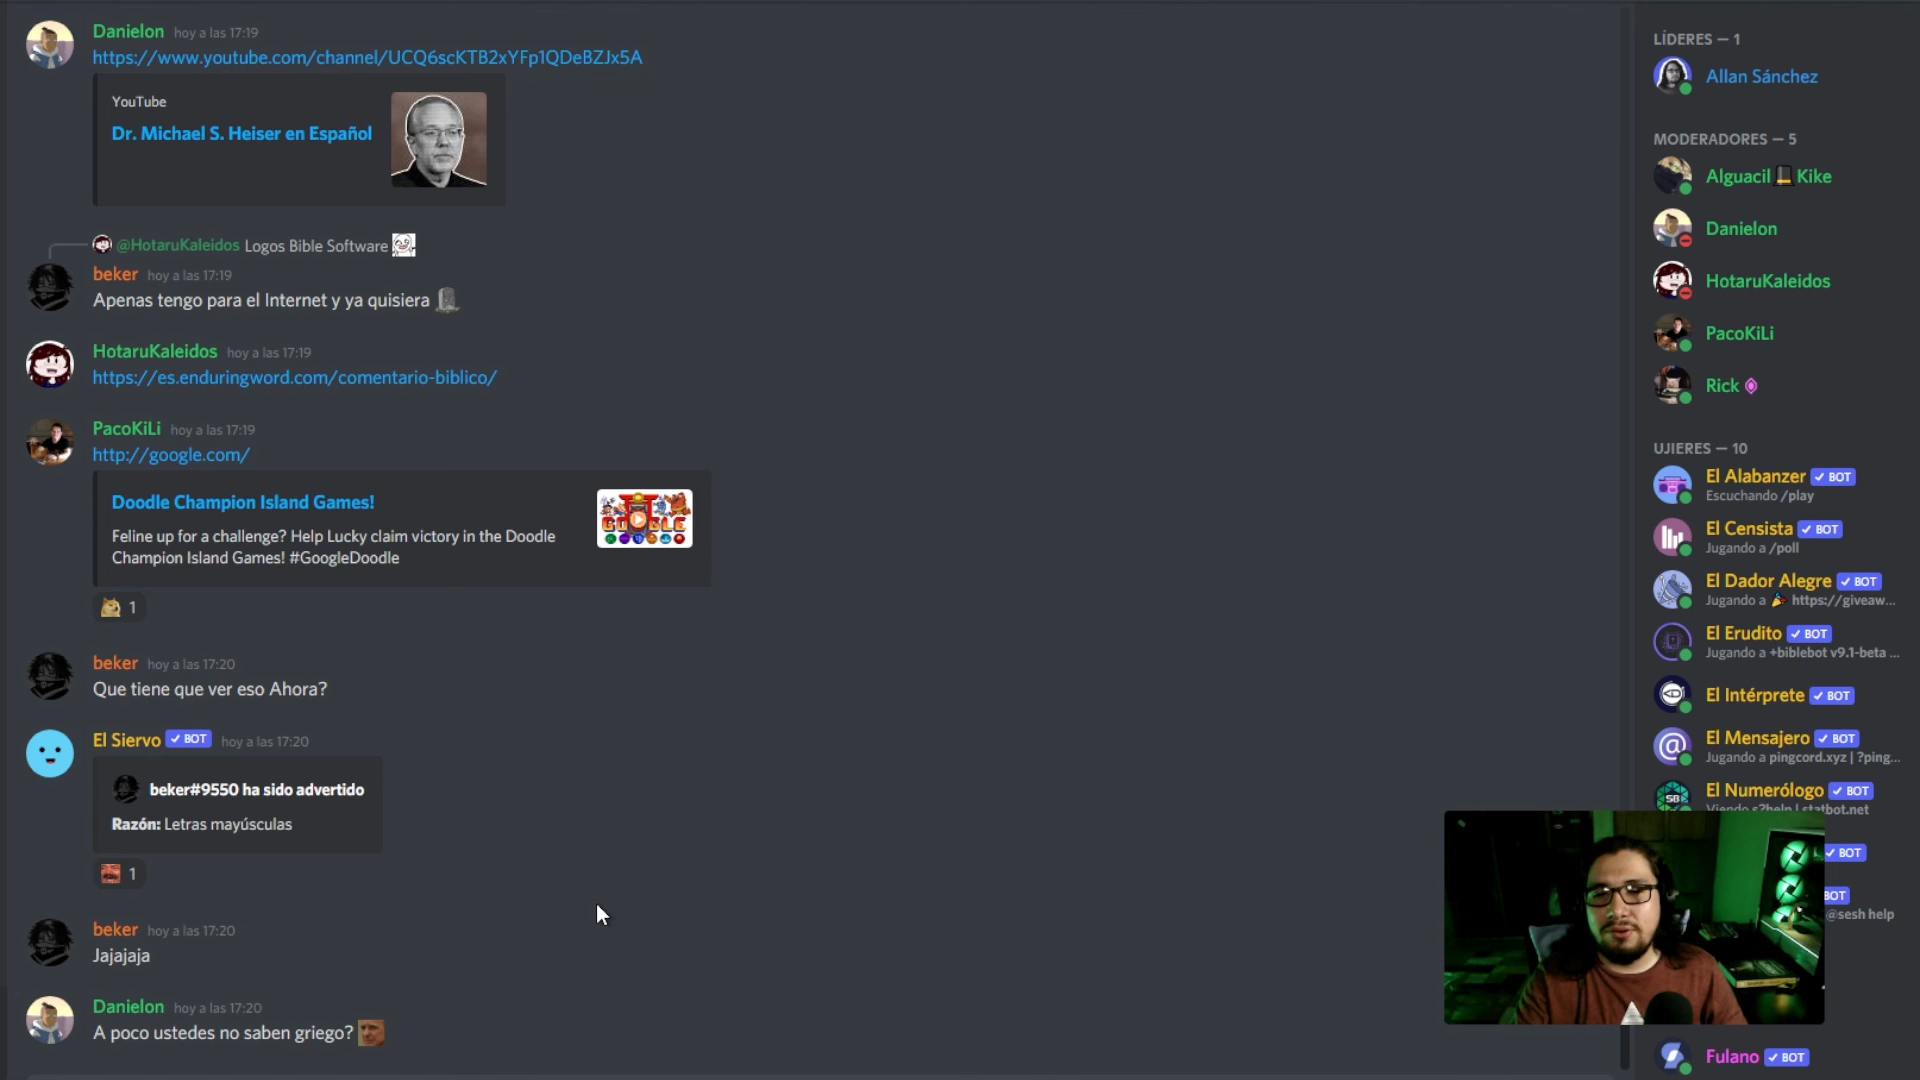 Danielon hoy a las 17:19
https://www.youtube.com/channel/UCQ6scKTB2xYFp1QDeBZJx5A
YouTube
Dr. Michael S. Heiser en Español
@HotaruKaleidos Logos Bible Software
beker hoy a las 17:19
Apenas tengo para el Internet y ya quisiera
HotaruKaleidos hoy a las 17:19
https://es.enduringword.com/comentario-biblico/
PacoKiLi hoy a las 17:19
http://google.com/
Doodle Champion Island Games!
Feline up for a challenge? Help Lucky claim victory in the Doodle
Champion Island Games! #GoogleDoodle
1
beker hoy a las 17:20
Que tiene que ver eso Ahora?
El Siervo BOT hoy a las 17:20
beker#9550 ha sido advertido
Razón: Letras mayúsculas
1
beker hoy a las 17:20
Jajajaja
Danielon hoy a las 17:20
A poco ustedes no saben griego?
LÍDERES — 1
Allan Sánchez
MODERADORES — 5
Alguacil Kike
Danielon
HotaruKaleidos
PacoKiLi
Rick
UJIERES — 10
El Alabanzer BOT
Escuchando /play
El Censista BOT
Jugando a /poll
El Dador Alegre BOT
Jugando a https://giveaw...
El Erudito BOT
Jugando a +biblebot v9.1-beta ...
El Intérprete BOT
El Mensajero BOT
Jugando a pingcord.xyz | ?ping...
El Numerólogo BOT
Viendo s?help | statbot.net
BOT
BOT
@sesh help
Fulano BOT